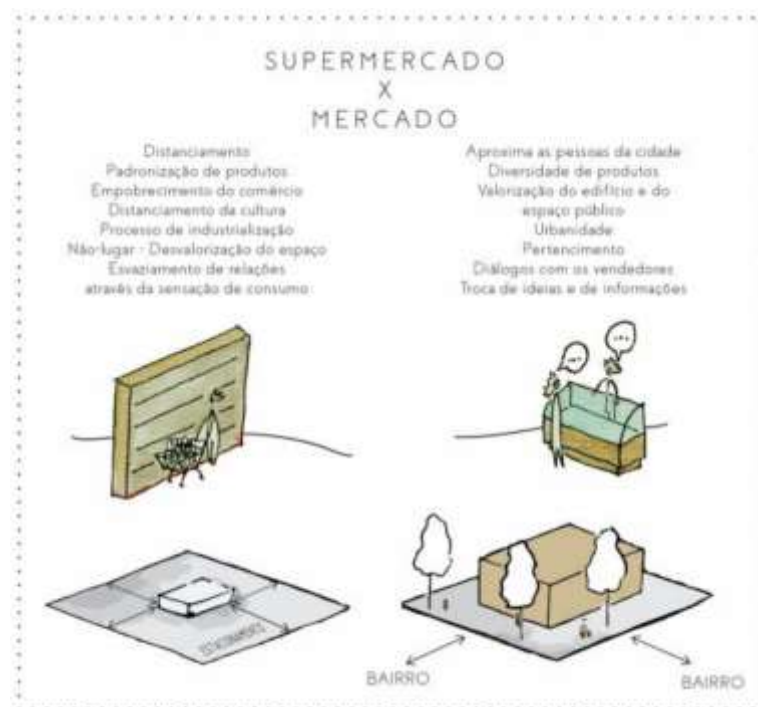 SUPERMERCADO
X
MERCADO
Distanciamento
Padronização de produtos
Empobrecimento do comércio
Distanciamento da cultura
Processo de industrialização
Não-lugar - Desvalorização do espaço
Esvaziamento de relações
através da sensação de consumo
Aproxima as pessoas da cidade
Diversidade de produtos
Valorização do edifício e do
espaço público
Urbanidade
Pertencimento
Diálogos com os vendedores
Troca de ideias e de informações
...
...
ESTACIONAMENTO
BAIRRO
BAIRRO